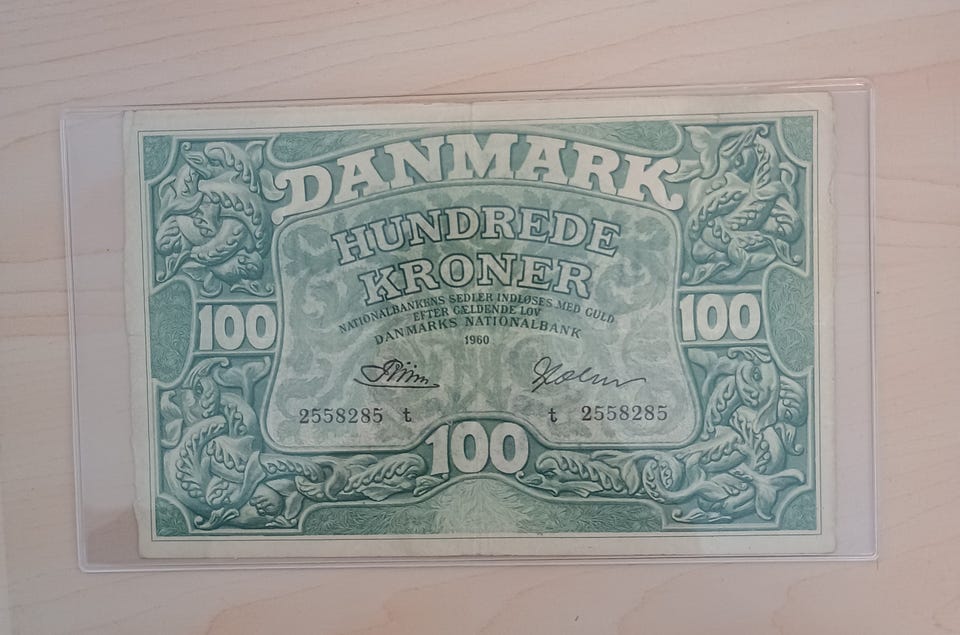 DANMARK
HUNDREDE
KRONER
NATIONALBANKENS SEDLER INDLØSES MED GULD
EFTER GÆLDENDE LOV
DANMARKS NATIONALBANK
1960
100 100
2558285 t t 2558285
100